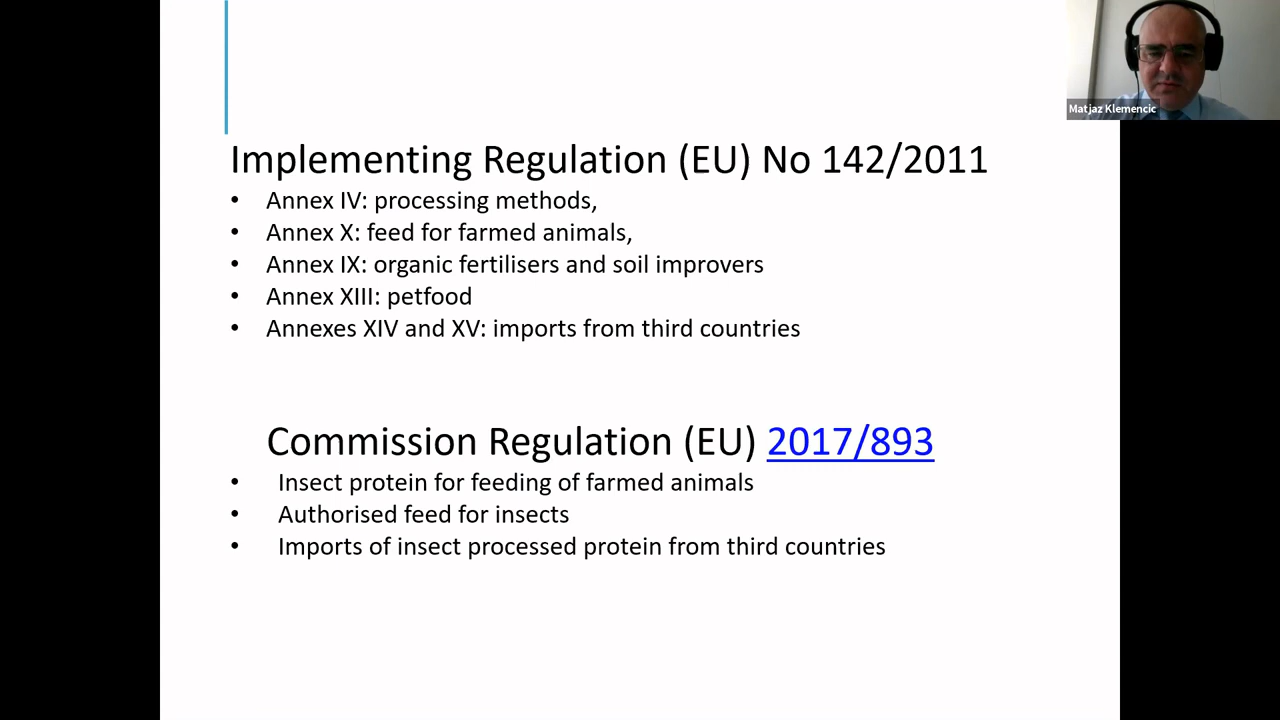 Matjaz Klemencic
Implementing Regulation (EU) No 142/2011
• Annex IV: processing methods,
• Annex X: feed for farmed animals,
• Annex IX: organic fertilisers and soil improvers
• Annex XIII: petfood
• Annexes XIV and XV: imports from third countries
Commission Regulation (EU) 2017/893
• Insect protein for feeding of farmed animals
• Authorised feed for insects
• Imports of insect processed protein from third countries